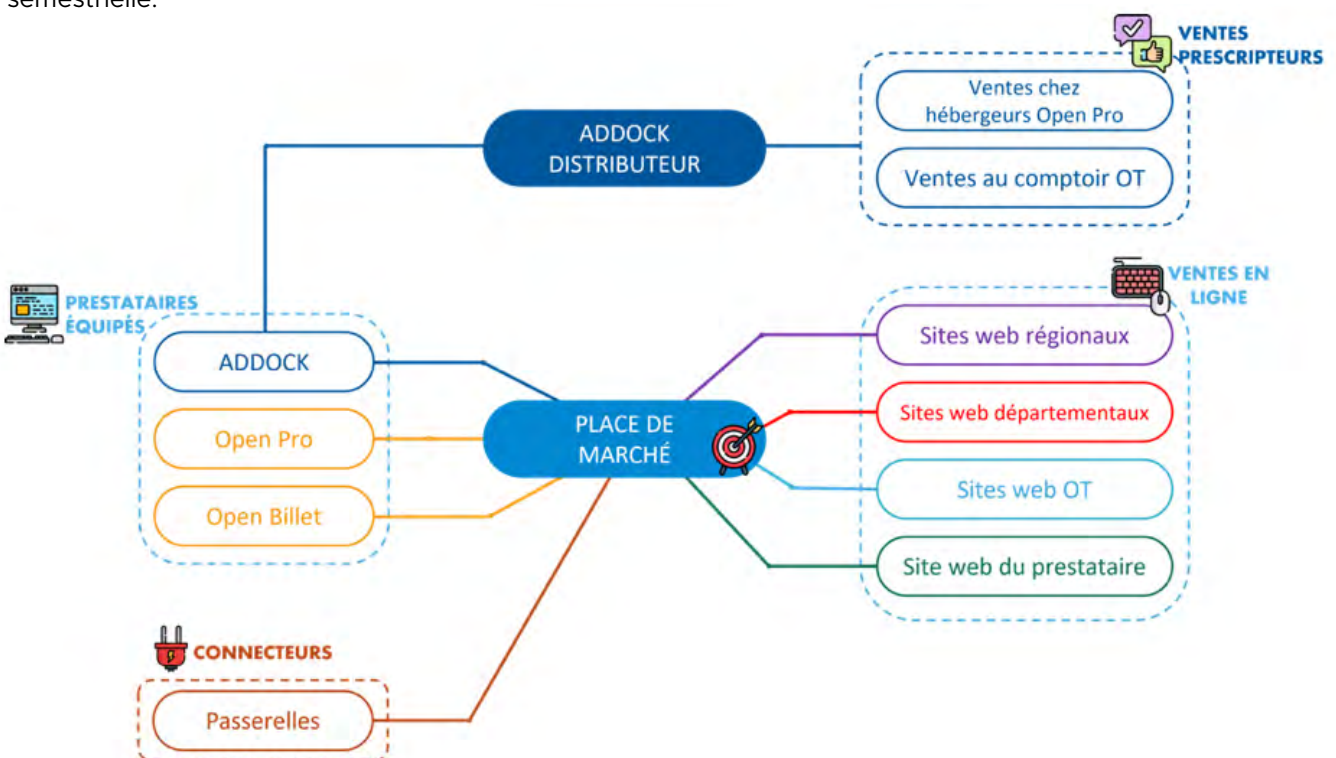 semestrielle.
VENTES
PRESCRIPTEURS
Ventes chez
hébergeurs Open Pro
Ventes au comptoir OT
ADDOCK
DISTRIBUTEUR
PRESTATAIRES
ÉQUIPÉS
ADDOCK
Open Pro
Open Billet
PLACE DE
MARCHÉ
VENTES EN
LIGNE
Sites web régionaux
Sites web départementaux
Sites web OT
Site web du prestataire
CONNECTEURS
Passerelles